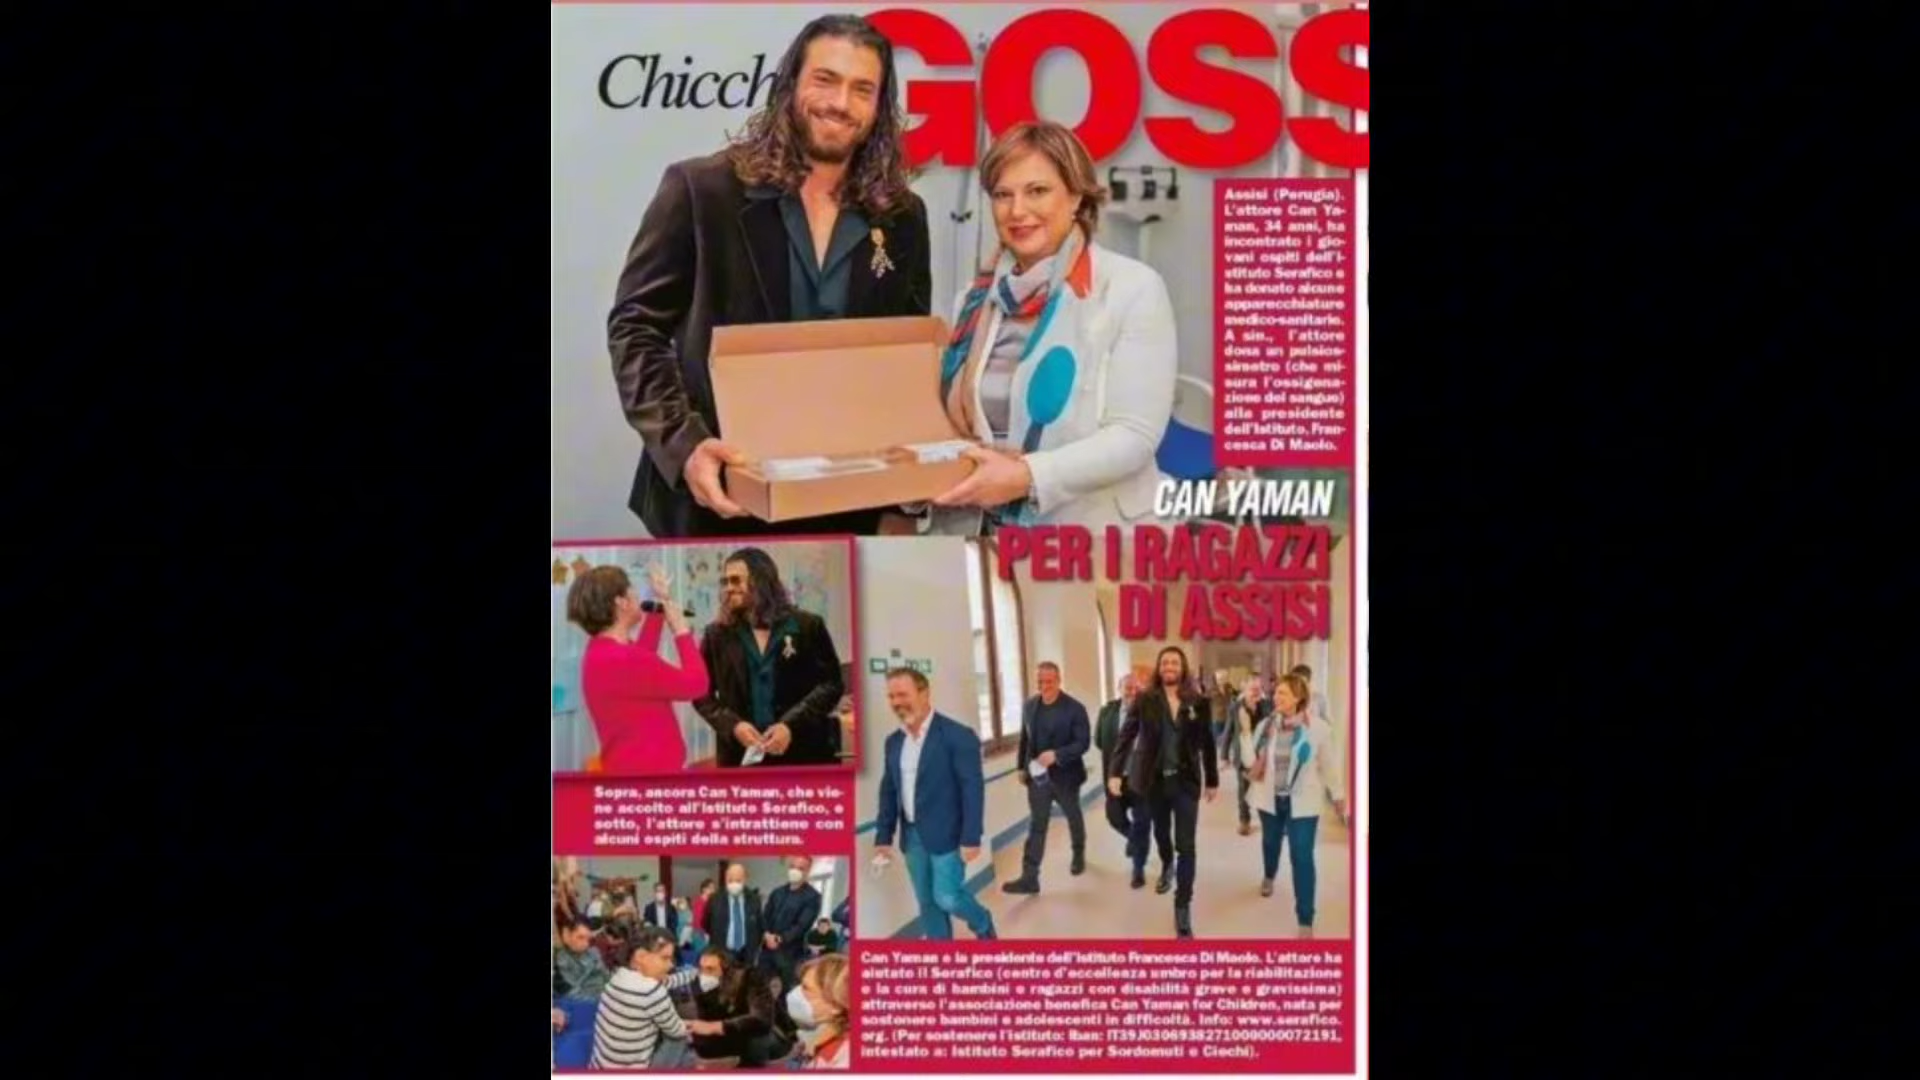 Chicch
GOSS
Assisi (Perugia).
L'attore Can Ya-
man, 34 anni, ha
incontrato i gio-
vani ospiti dell'I-
stituto Serafico e
ha donato alcune
apparecchiature
medico-sanitarie.
A sin., l'attore
dona un pulsios-
simetro (che mi-
sura l'ossigena-
zione del sangue)
alla presidente
dell'Istituto, Fran-
cesca Di Maolo.
CAN YAMAN
PER I RAGAZZI
DI ASSISI
Sopra, ancora Can Yaman, che vie-
ne accolto all'Istituto Serafico, e
sotto, l'attore s'intrattiene con
alcuni ospiti della struttura.
Can Yaman e la presidente dell'Istituto Francesca Di Maolo. L'attore ha
aiutato il Serafico (centro d'eccellenza umbro per la riabilitazione
e la cura di bambini e ragazzi con disabilità grave e gravissima)
attraverso l'associazione benefica Can Yaman for Children, nata per
sostenere bambini e adolescenti in difficoltà. Info: www.serafico.
org. (Per sostenere l'istituto: Iban:
intestato a: Istituto Serafico per Sordomuti e Ciechi).